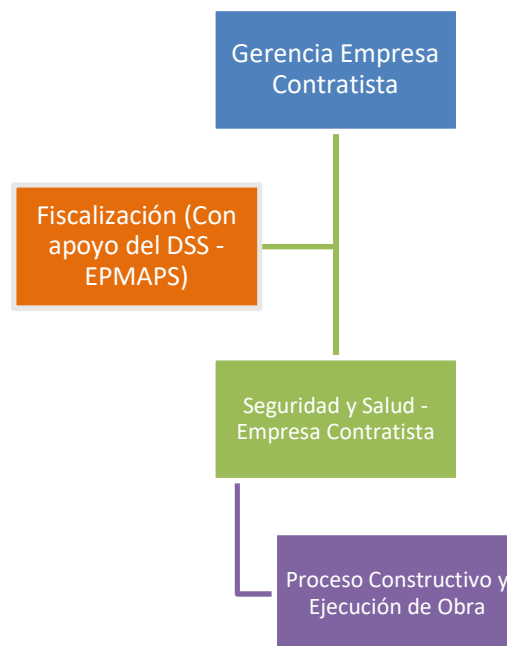 Gerencia Empresa
Contratista
Fiscalización (Con
apoyo del DSS -
EPMAPS)
Seguridad y Salud -
Empresa Contratista
Proceso Constructivo y
Ejecución de Obra